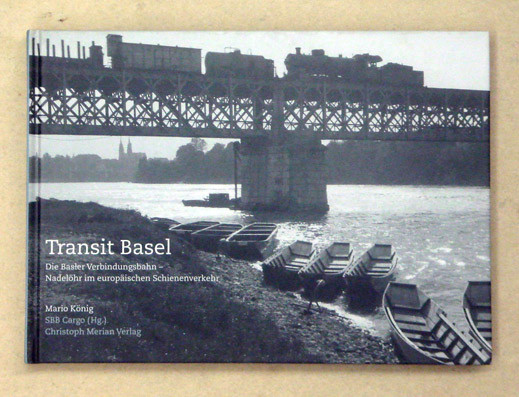 Transit Basel
Die Basler Verbindungsbahn –
Nadelöhr im europäischen Schienenverkehr
Mario König
SBB Cargo (Hg.)
Christoph Merian Verlag